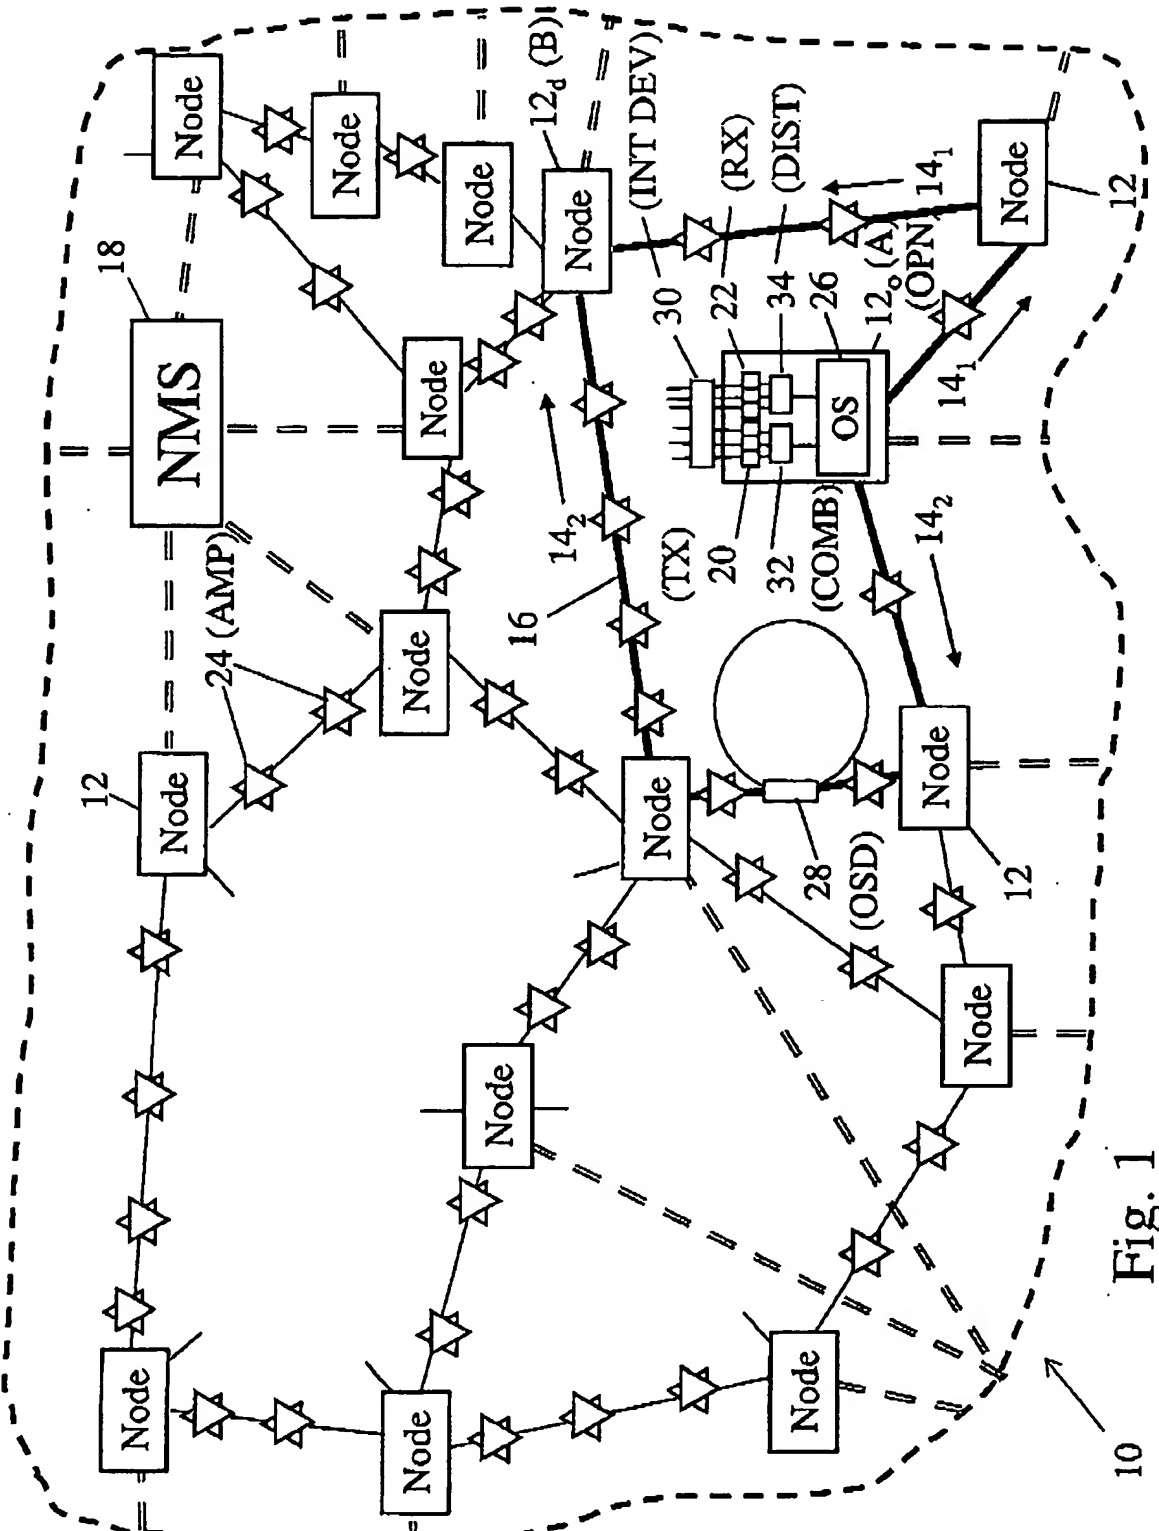 12
18
Node
Node
NMS
Node
24 (AMP)
Node
Node
Node
Node
Node
Node
16
12d (B)
142
Node
(INT DEV)
Node
30
(TX)
20
22 (RX)
32
34 (DIST)
Node
28
(COMB)
26
OS
(OSD)
12o (A)
(OPN)
142
141
Node
141
Node
Node
12
12
10
Fig. 1